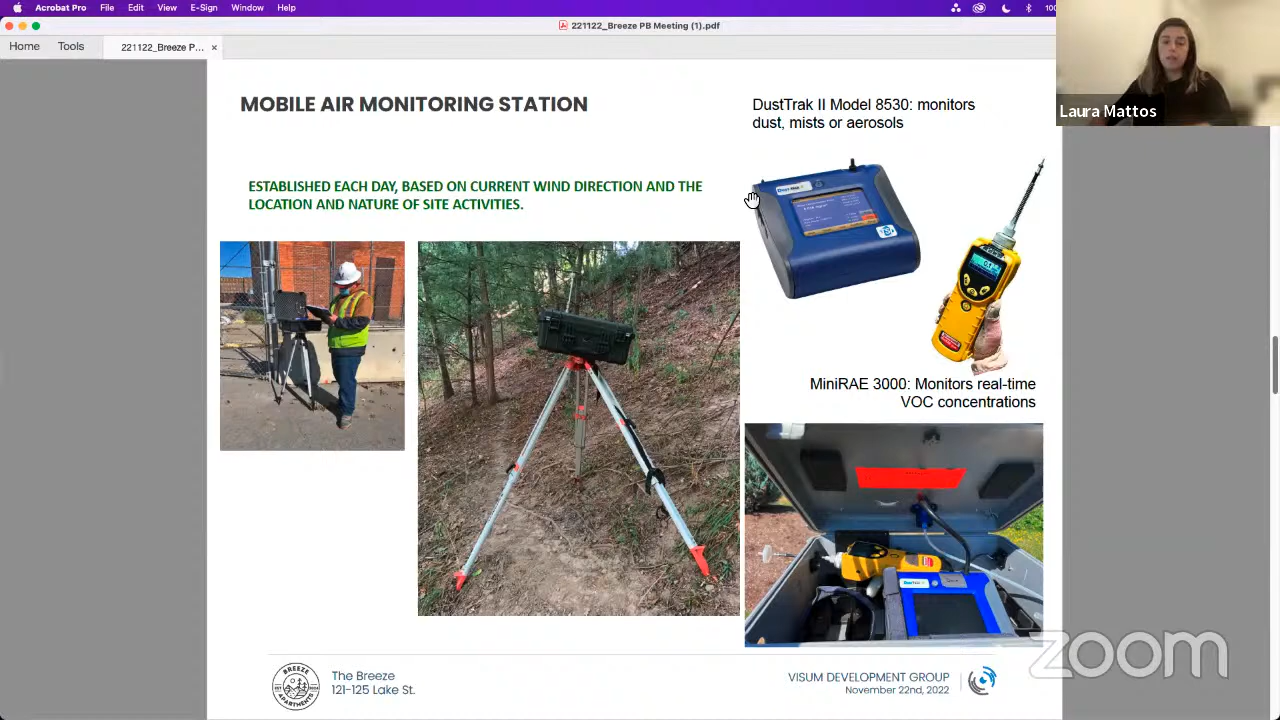 Acrobat Pro File Edit View E-Sign Window Help
221122_Breeze PB Meeting (1).pdf
Home Tools 221122_Breeze P... ×
MOBILE AIR MONITORING STATION
DustTrak II Model 8530: monitors
dust, mists or aerosols
Laura Mattos
ESTABLISHED EACH DAY, BASED ON CURRENT WIND DIRECTION AND THE
LOCATION AND NATURE OF SITE ACTIVITIES.
MiniRAE 3000: Monitors real-time
VOC concentrations
BREEZE
APARTMENTS
The Breeze
121-125 Lake St.
VISUM DEVELOPMENT GROUP
November 22nd, 2022
zoom